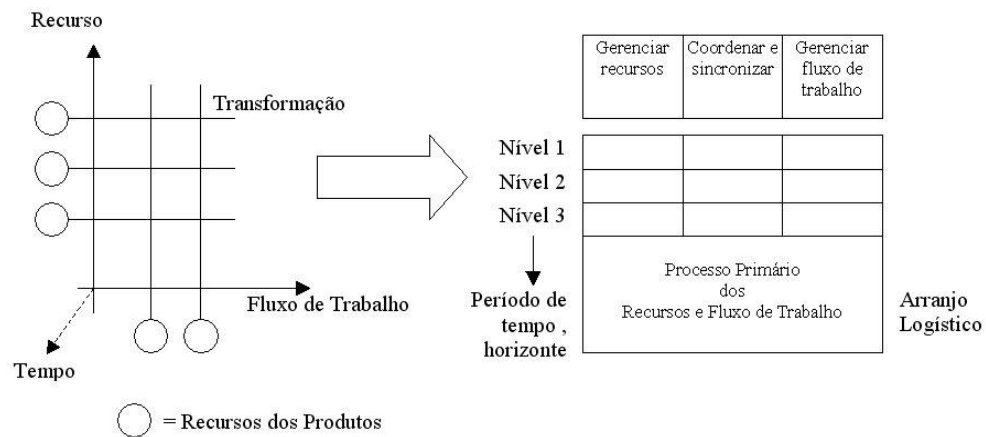 Recurso
Transformação
Fluxo de Trabalho
Tempo
= Recursos dos Produtos
Gerenciar
recursos
Coordenar e
sincronizar
Gerenciar
fluxo de
trabalho
Nível 1
Nível 2
Nível 3
Período de
tempo ,
horizonte
Processo Primário
dos
Recursos e Fluxo de Trabalho
Arranjo
Logístico